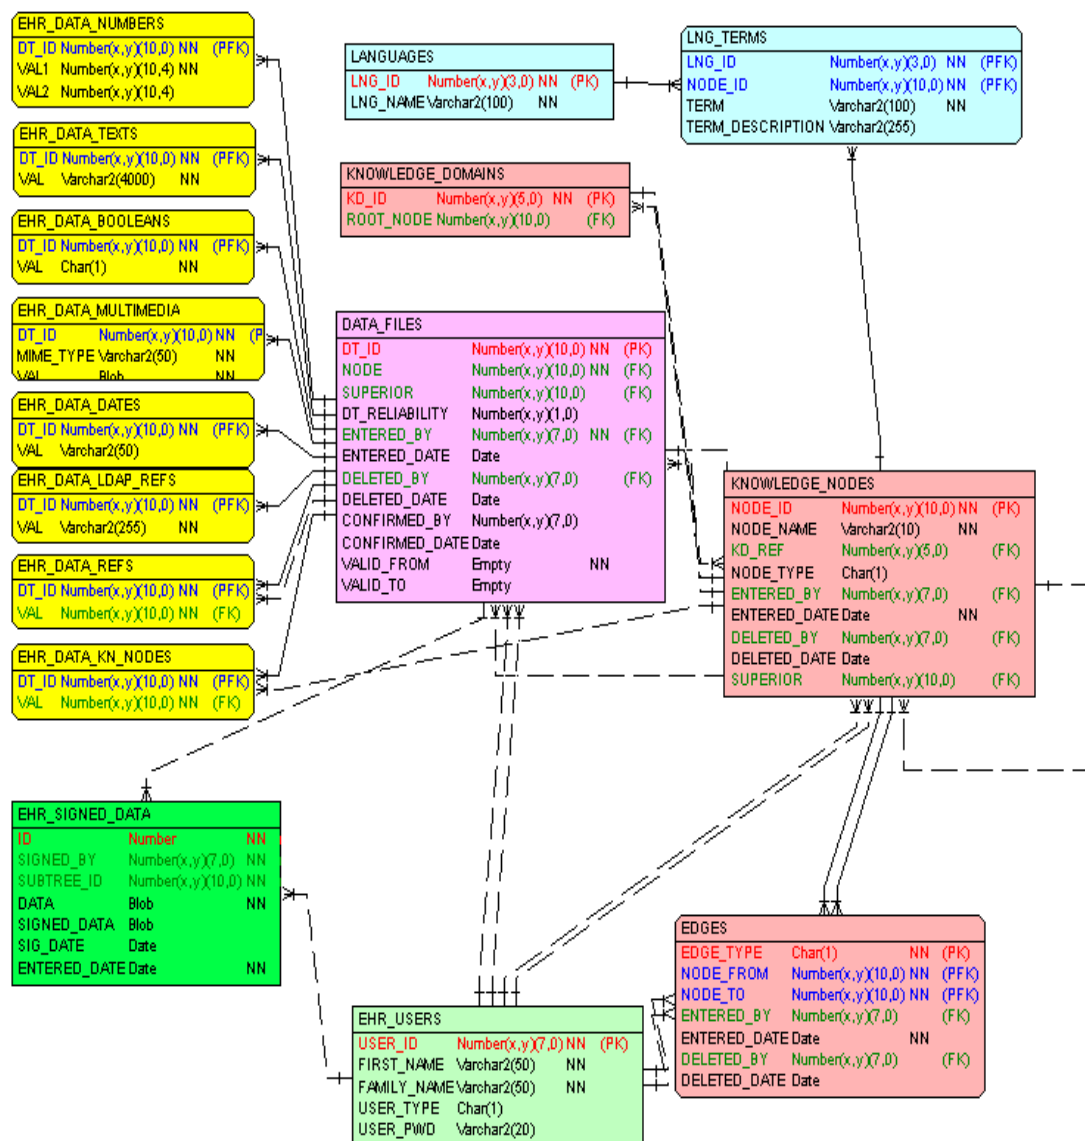 EHR_DATA_NUMBERS
DT_ID Number(x,y)(10,0) NN (PFK)
VAL1 Number(x,y)(10,4) NN
VAL2 Number(x,y)(10,4)
EHR_DATA_TEXTS
DT_ID Number(x,y)(10,0) NN (PFK)
VAL Varchar2(4000) NN
EHR_DATA_BOOLEANS
DT_ID Number(x,y)(10,0) NN (PFK)
VAL Char(1) NN
EHR_DATA_MULTIMEDIA
DT_ID Number(x,y)(10,0) NN (P
MIME_TYPE Varchar2(50) NN
VAL Blob NN
EHR_DATA_DATES
DT_ID Number(x,y)(10,0) NN (PFK)
VAL Varchar2(50)
EHR_DATA_LDAP_REFS
DT_ID Number(x,y)(10,0) NN (PFK)
VAL Varchar2(255) NN
EHR_DATA_REFS
DT_ID Number(x,y)(10,0) NN (PFK)
VAL Number(x,y)(10,0) NN (FK)
EHR_DATA_KN_NODES
DT_ID Number(x,y)(10,0) NN (PFK)
VAL Number(x,y)(10,0) NN (FK)
LANGUAGES
LNG_ID Number(x,y)(3,0) NN (PK)
LNG_NAME Varchar2(100) NN
LNG_TERMS
LNG_ID Number(x,y)(3,0) NN (PFK)
NODE_ID Number(x,y)(10,0) NN (PFK)
TERM Varchar2(100) NN
TERM_DESCRIPTION Varchar2(255)
KNOWLEDGE_DOMAINS
KD_ID Number(x,y)(5,0) NN (PK)
ROOT_NODE Number(x,y)(10,0) (FK)
DATA_FILES
DT_ID Number(x,y)(10,0) NN (PK)
NODE Number(x,y)(10,0) NN (FK)
SUPERIOR Number(x,y)(10,0) (FK)
DT_RELIABILITY Number(x,y)(1,0)
ENTERED_BY Number(x,y)(7,0) NN (FK)
ENTERED_DATE Date
DELETED_BY Number(x,y)(7,0) (FK)
DELETED_DATE Date
CONFIRMED_BY Number(x,y)(7,0)
CONFIRMED_DATE Date
VALID_FROM Empty NN
VALID_TO Empty
KNOWLEDGE_NODES
NODE_ID Number(x,y)(10,0) NN (PK)
NODE_NAME Varchar2(10) NN
KD_REF Number(x,y)(5,0) (FK)
NODE_TYPE Char(1)
ENTERED_BY Number(x,y)(7,0) (FK)
ENTERED_DATE Date NN
DELETED_BY Number(x,y)(7,0) (FK)
DELETED_DATE Date
SUPERIOR Number(x,y)(10,0) (FK)
EHR_SIGNED_DATA
ID Number NN
SIGNED_BY Number(x,y)(7,0) NN
SUBTREE_ID Number(x,y)(10,0) NN
DATA Blob NN
SIGNED_DATA Blob
SIG_DATE Date
ENTERED_DATE Date NN
EHR_USERS
USER_ID Number(x,y)(7,0) NN (PK)
FIRST_NAME Varchar2(50) NN
FAMILY_NAME Varchar2(50) NN
USER_TYPE Char(1)
USER_PWD Varchar2(20)
EDGES
EDGE_TYPE Char(1) NN (PK)
NODE_FROM Number(x,y)(10,0) NN (PFK)
NODE_TO Number(x,y)(10,0) NN (PFK)
ENTERED_BY Number(x,y)(7,0) (FK)
ENTERED_DATE Date NN
DELETED_BY Number(x,y)(7,0) (FK)
DELETED_DATE Date